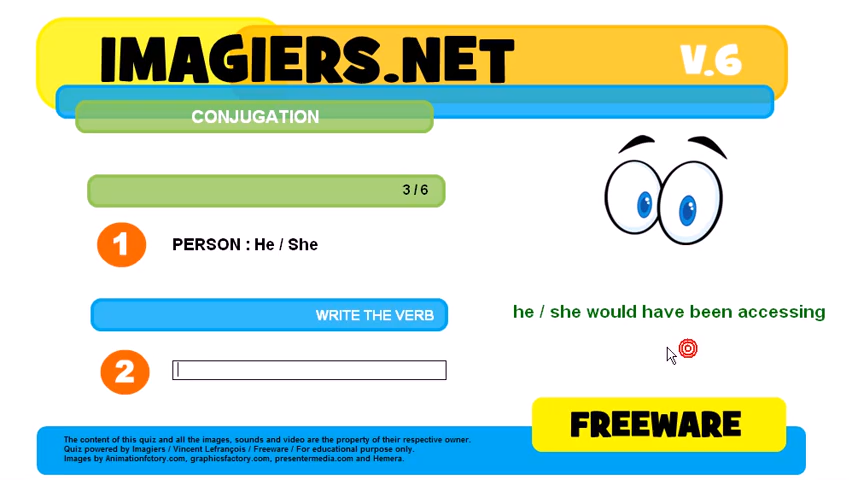 IMAGIERS.NET
V.6
CONJUGATION
3 / 6
1
PERSON : He / She
WRITE THE VERB
he / she would have been accessing
2
FREEWARE
The content of this quiz and all the images, sounds and video are the property of their respective owner.
Quiz powered by Imagiers / Vincent Lefrançois / Freeware / For educational purpose only.
Images by Animationfctory.com, graphicsfactory.com, presentermedia.com and Hemera.